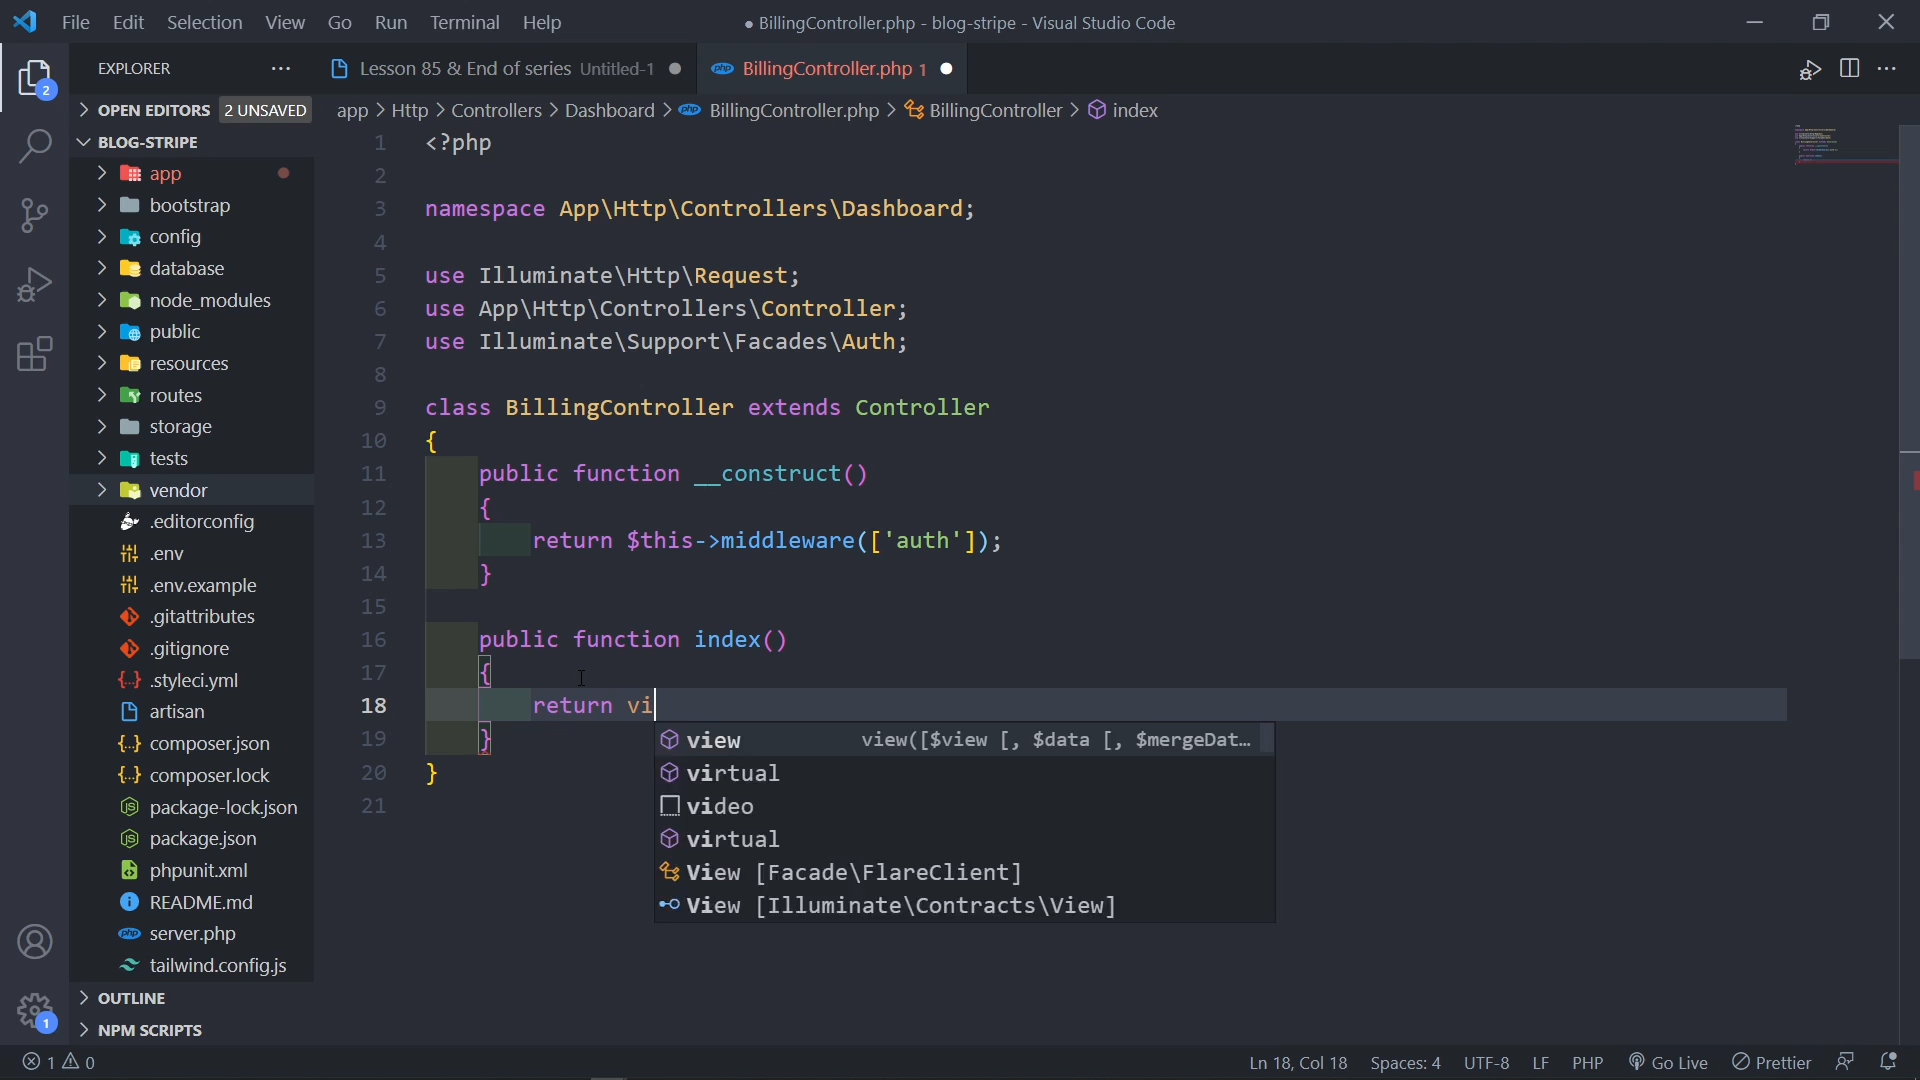 File Edit Selection View Go Run Terminal Help
● BillingController.php - blog-stripe - Visual Studio Code
EXPLORER ···
Lesson 85 & End of series Untitled-1 ●
BillingController.php 1 ●
OPEN EDITORS 2 UNSAVED
app > Http > Controllers > Dashboard > BillingController.php > BillingController > index
BLOG-STRIPE
app
bootstrap
config
database
node_modules
public
resources
routes
storage
tests
vendor
.editorconfig
.env
.env.example
.gitattributes
.gitignore
.styleci.yml
artisan
composer.json
composer.lock
package-lock.json
package.json
phpunit.xml
README.md
server.php
tailwind.config.js
OUTLINE
NPM SCRIPTS
2
1
1 <?php
2
3 namespace App\Http\Controllers\Dashboard;
4
5 use Illuminate\Http\Request;
6 use App\Http\Controllers\Controller;
7 use Illuminate\Support\Facades\Auth;
8
9 class BillingController extends Controller
10 {
11 public function __construct()
12 {
13 return $this->middleware(['auth']);
14 }
15
16 public function index()
17 {
18 return vi
19 }
20 }
21
view view([$view [, $data [, $mergeDat…
virtual
video
virtual
View [Facade\FlareClient]
View [Illuminate\Contracts\View]
1 0
Ln 18, Col 18 Spaces: 4 UTF-8 LF PHP Go Live Prettier